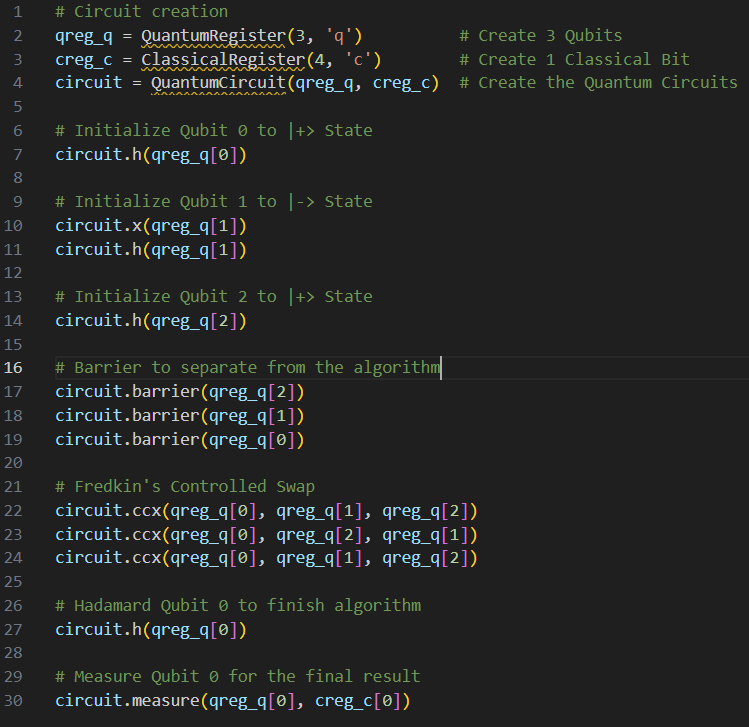 1 # Circuit creation
2 qreg_q = QuantumRegister(3, 'q') # Create 3 Qubits
3 creg_c = ClassicalRegister(4, 'c') # Create 1 Classical Bit
4 circuit = QuantumCircuit(qreg_q, creg_c) # Create the Quantum Circuits
5
6 # Initialize Qubit 0 to |+> State
7 circuit.h(qreg_q[0])
8
9 # Initialize Qubit 1 to |-> State
10 circuit.x(qreg_q[1])
11 circuit.h(qreg_q[1])
12
13 # Initialize Qubit 2 to |+> State
14 circuit.h(qreg_q[2])
15
16 # Barrier to separate from the algorithm
17 circuit.barrier(qreg_q[2])
18 circuit.barrier(qreg_q[1])
19 circuit.barrier(qreg_q[0])
20
21 # Fredkin's Controlled Swap
22 circuit.ccx(qreg_q[0], qreg_q[1], qreg_q[2])
23 circuit.ccx(qreg_q[0], qreg_q[2], qreg_q[1])
24 circuit.ccx(qreg_q[0], qreg_q[1], qreg_q[2])
25
26 # Hadamard Qubit 0 to finish algorithm
27 circuit.h(qreg_q[0])
28
29 # Measure Qubit 0 for the final result
30 circuit.measure(qreg_q[0], creg_c[0])